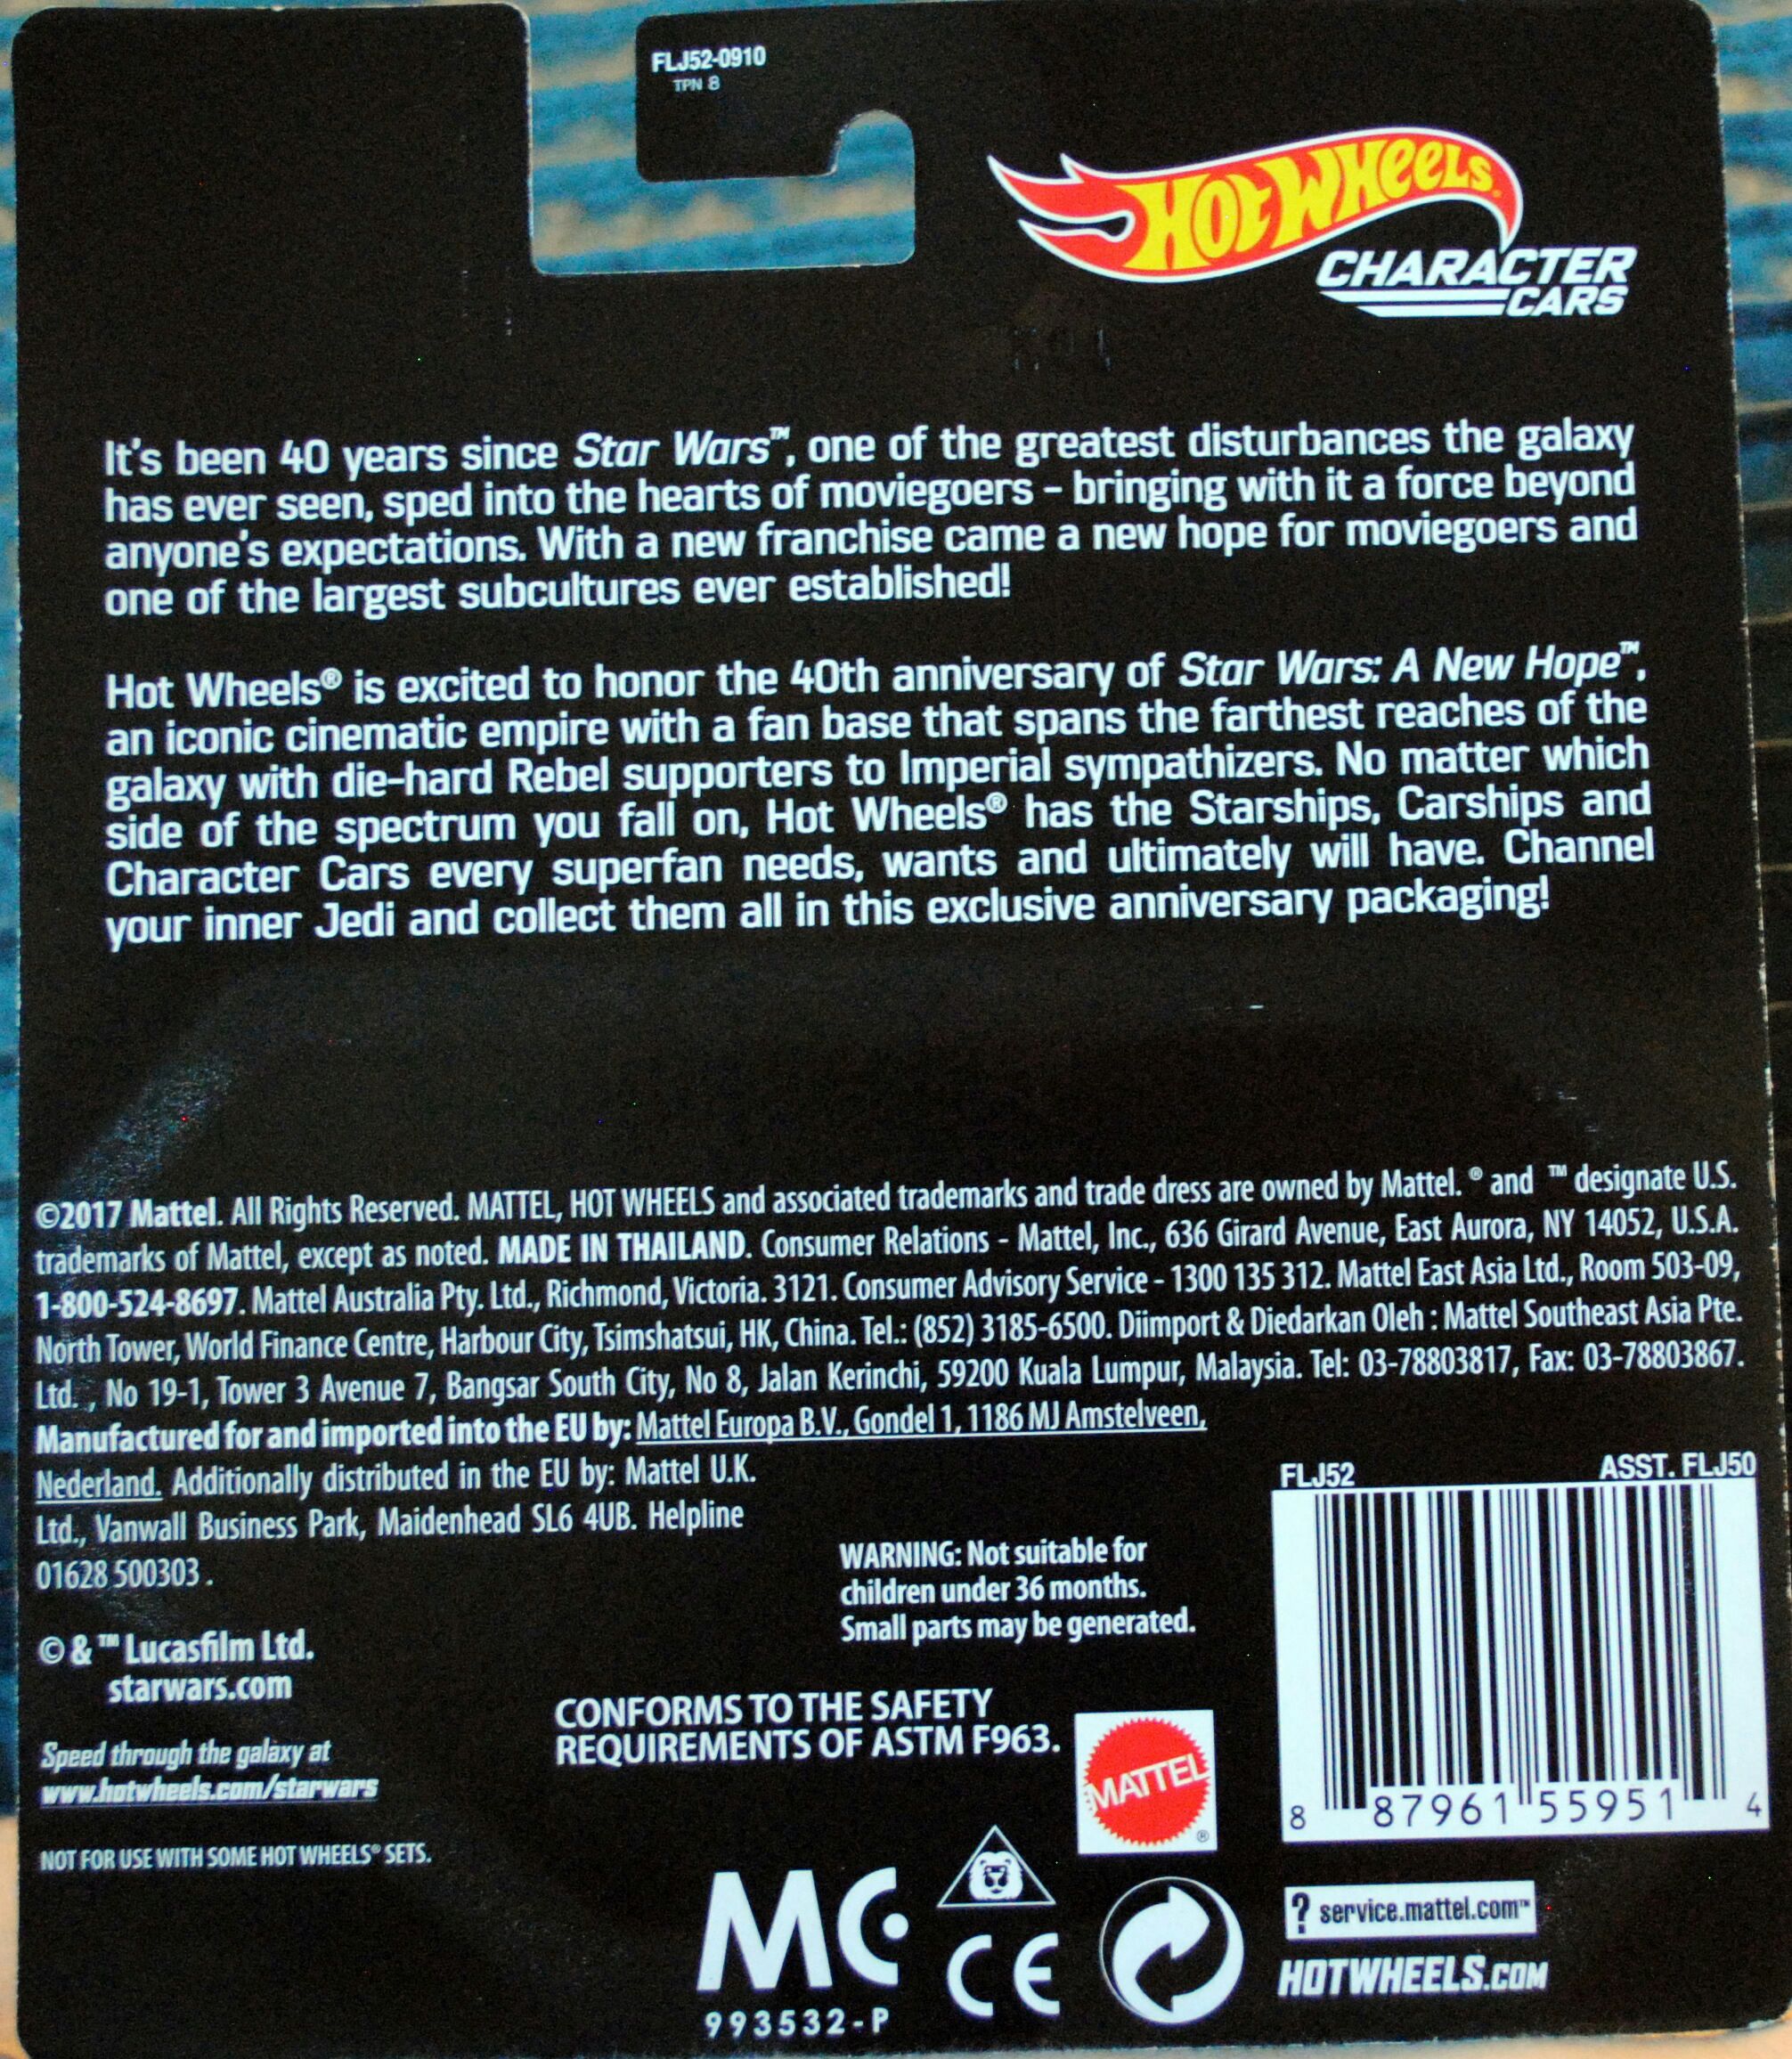 FLJ52-0910
TPN 8
HOT WHEELS®
CHARACTER
CARS
It's been 40 years since Star Wars™, one of the greatest disturbances the galaxy
has ever seen, sped into the hearts of moviegoers – bringing with it a force beyond
anyone's expectations. With a new franchise came a new hope for moviegoers and
one of the largest subcultures ever established!
Hot Wheels® is excited to honor the 40th anniversary of Star Wars: A New Hope™,
an iconic cinematic empire with a fan base that spans the farthest reaches of the
galaxy with die-hard Rebel supporters to Imperial sympathizers. No matter which
side of the spectrum you fall on, Hot Wheels® has the Starships, Carships and
Character Cars every superfan needs, wants and ultimately will have. Channel
your inner Jedi and collect them all in this exclusive anniversary packaging!
©2017 Mattel. All Rights Reserved. MATTEL, HOT WHEELS and associated trademarks and trade dress are owned by Mattel. ® and ™ designate U.S.
trademarks of Mattel, except as noted. MADE IN THAILAND. Consumer Relations - Mattel, Inc., 636 Girard Avenue, East Aurora, NY 14052, U.S.A.
1-800-524-8697. Mattel Australia Pty. Ltd., Richmond, Victoria. 3121. Consumer Advisory Service - 1300 135 312. Mattel East Asia Ltd., Room 503-09,
North Tower, World Finance Centre, Harbour City, Tsimshatsui, HK, China. Tel.: (852) 3185-6500. Diimport & Diedarkan Oleh : Mattel Southeast Asia Pte.
Ltd. , No 19-1, Tower 3 Avenue 7, Bangsar South City, No 8, Jalan Kerinchi, 59200 Kuala Lumpur, Malaysia. Tel: 03-78803817, Fax: 03-78803867.
Manufactured for and imported into the EU by: Mattel Europa B.V., Gondel 1, 1186 MJ Amstelveen,
Nederland. Additionally distributed in the EU by: Mattel U.K.
Ltd., Vanwall Business Park, Maidenhead SL6 4UB. Helpline
01628 500303 .
© & ™ Lucasfilm Ltd.
starwars.com
Speed through the galaxy at
www.hotwheels.com/starwars
NOT FOR USE WITH SOME HOT WHEELS® SETS.
WARNING: Not suitable for
children under 36 months.
Small parts may be generated.
CONFORMS TO THE SAFETY
REQUIREMENTS OF ASTM F963.
MATTEL ®
FLJ52 ASST. FLJ50
8 87961 55951 4
MC
993532-P
CE
? service.mattel.com™
HOTWHEELS.COM